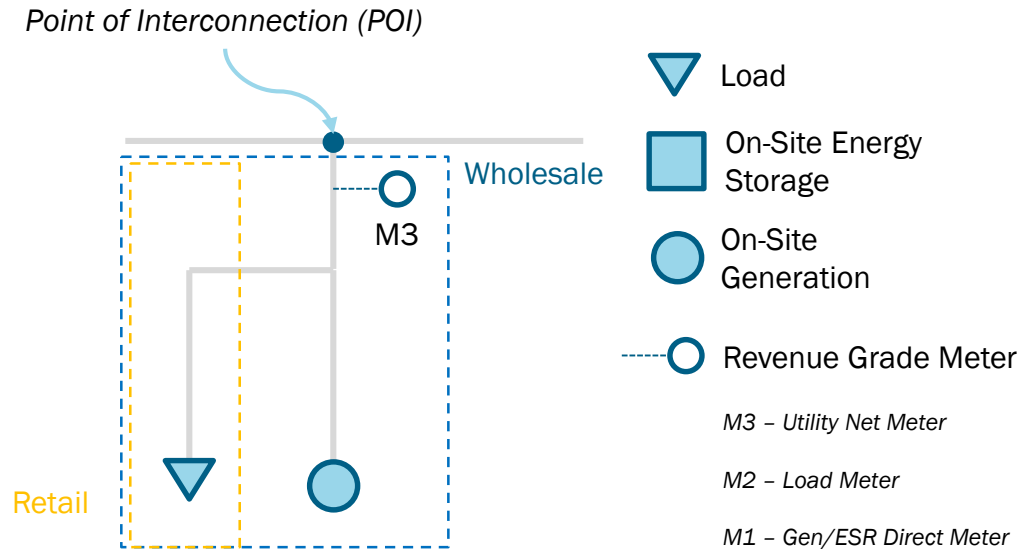 Point of Interconnection (POI)
Wholesale
M3
Retail
Load
On-Site Energy
Storage
On-Site
Generation
Revenue Grade Meter
M3 – Utility Net Meter
M2 – Load Meter
M1 – Gen/ESR Direct Meter